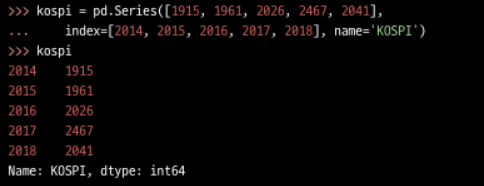 >>> kospi = pd.Series([1915, 1961, 2026, 2467, 2041],
...     index=[2014, 2015, 2016, 2017, 2018], name='KOSPI')
>>> kospi
2014    1915
2015    1961
2016    2026
2017    2467
2018    2041
Name: KOSPI, dtype: int64